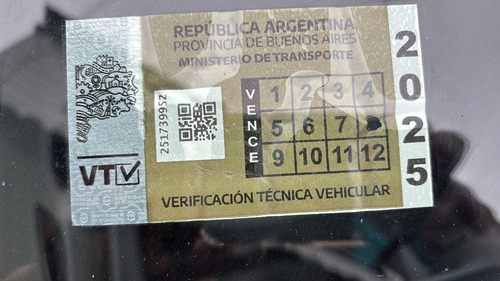 REPÚBLICA ARGENTINA
PROVINCIA DE BUENOS AIRES
MINISTERIO DE TRANSPORTE
VTV
251739952
VENCE
1 2 3 4
5 6 7
9 10 11 12
2025
VERIFICACIÓN TÉCNICA VEHICULAR